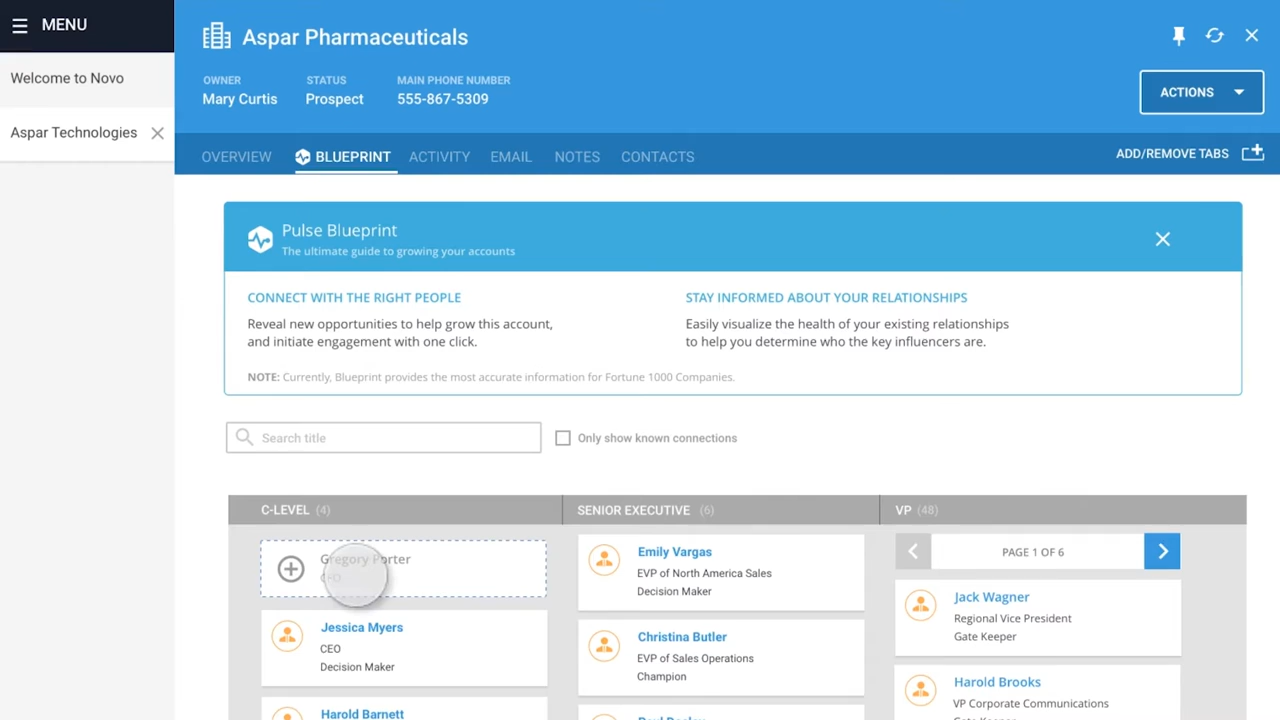 MENU
Welcome to Novo
Aspar Technologies
Aspar Pharmaceuticals
OWNER
Mary Curtis
STATUS
Prospect
MAIN PHONE NUMBER
555-867-5309
ACTIONS
OVERVIEW
BLUEPRINT
ACTIVITY
EMAIL
NOTES
CONTACTS
ADD/REMOVE TABS
Pulse Blueprint
The ultimate guide to growing your accounts
CONNECT WITH THE RIGHT PEOPLE
Reveal new opportunities to help grow this account,
and initiate engagement with one click.
STAY INFORMED ABOUT YOUR RELATIONSHIPS
Easily visualize the health of your existing relationships
to help you determine who the key influencers are.
NOTE: Currently, Blueprint provides the most accurate information for Fortune 1000 Companies.
Search title
Only show known connections
C-LEVEL (4)
Gregory Porter
CFO
Jessica Myers
CEO
Decision Maker
Harold Barnett
SENIOR EXECUTIVE (6)
Emily Vargas
EVP of North America Sales
Decision Maker
Christina Butler
EVP of Sales Operations
Champion
VP (48)
PAGE 1 OF 6
Jack Wagner
Regional Vice President
Gate Keeper
Harold Brooks
VP Corporate Communications
Gate Keeper